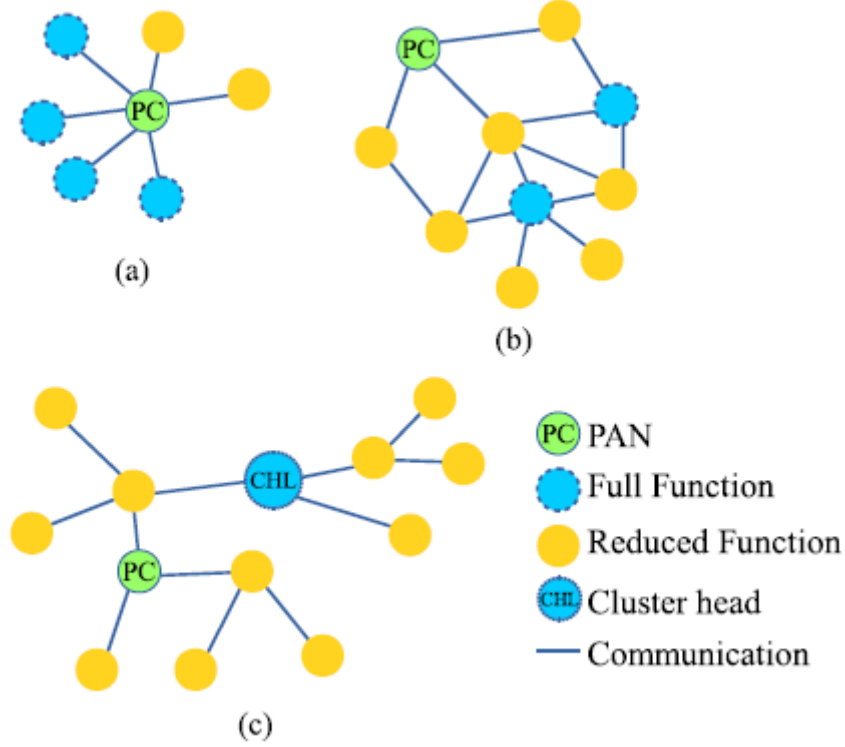 PC
(a)
PC
(b)
CHL
PC
(c)
PC PAN
Full Function
Reduced Function
CHL Cluster head
Communication